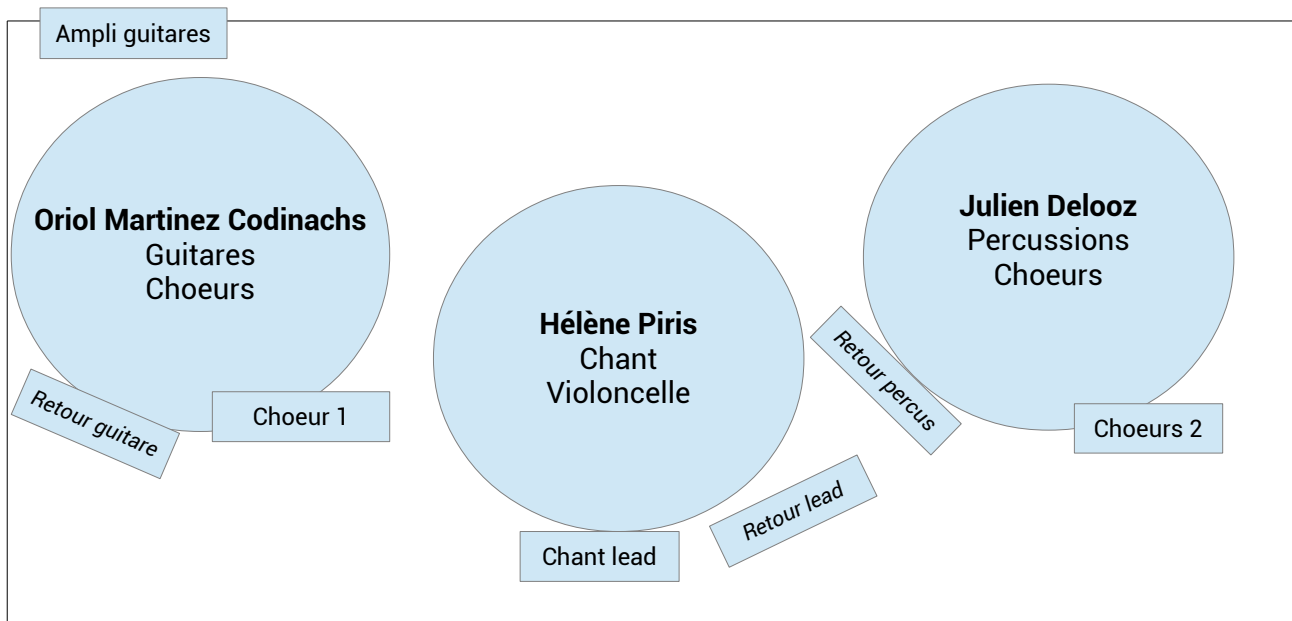 Ampli guitares
Oriol Martinez Codinachs
Guitares
Choeurs
Retour guitare
Choeur 1
Hélène Piris
Chant
Violoncelle
Chant lead
Retour lead
Julien Delooz
Percussions
Choeurs
Retour percus
Choeurs 2